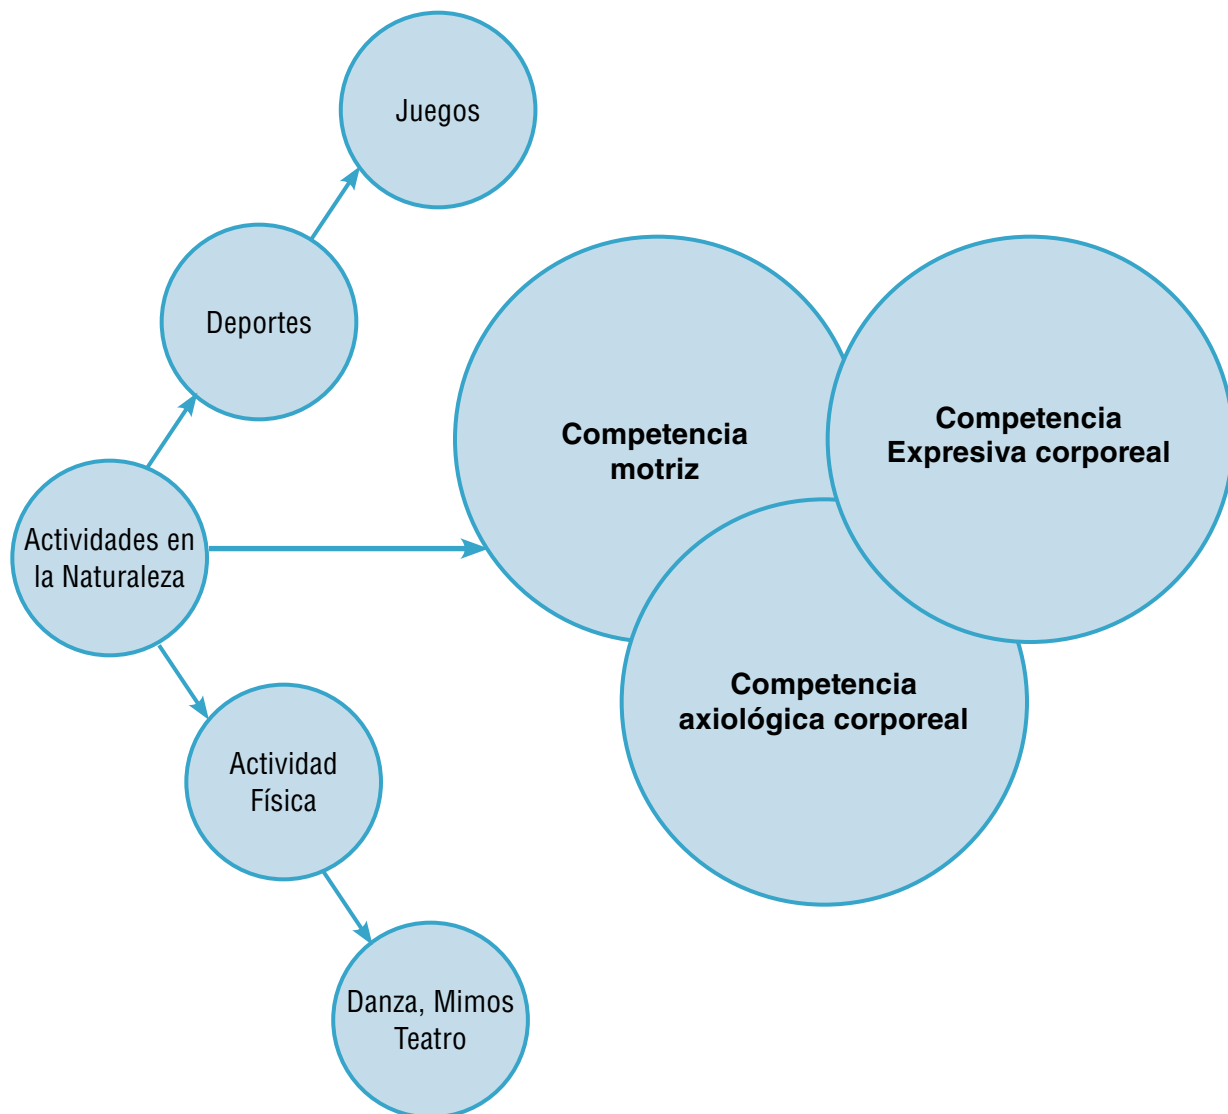 Juegos
Deportes
Competencia
motriz
Competencia
Expresiva corporeal
Actividades en
la Naturaleza
Competencia
axiológica corporeal
Actividad
Física
Danza, Mimos
Teatro